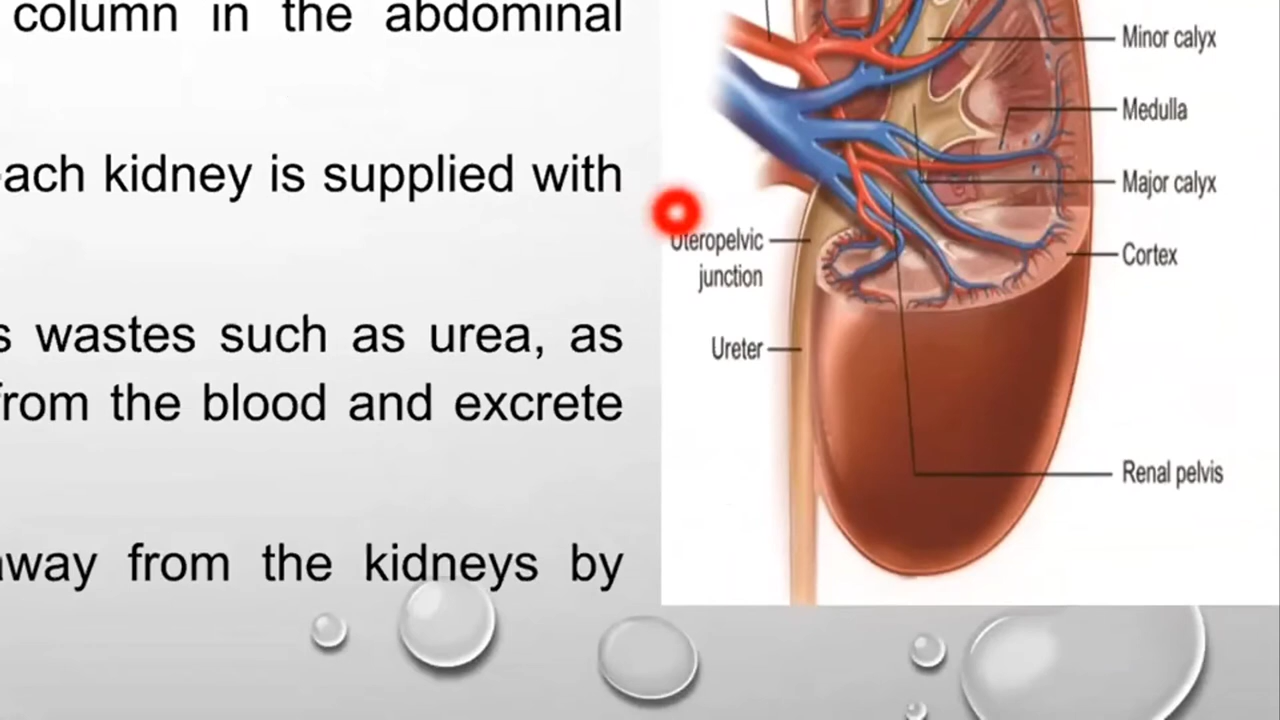 column in the abdominal
each kidney is supplied with
wastes such as urea, as
from the blood and excrete
away from the kidneys by
Minor calyx
Medulla
Major calyx
Uteropelvic
junction
Cortex
Ureter
Renal pelvis